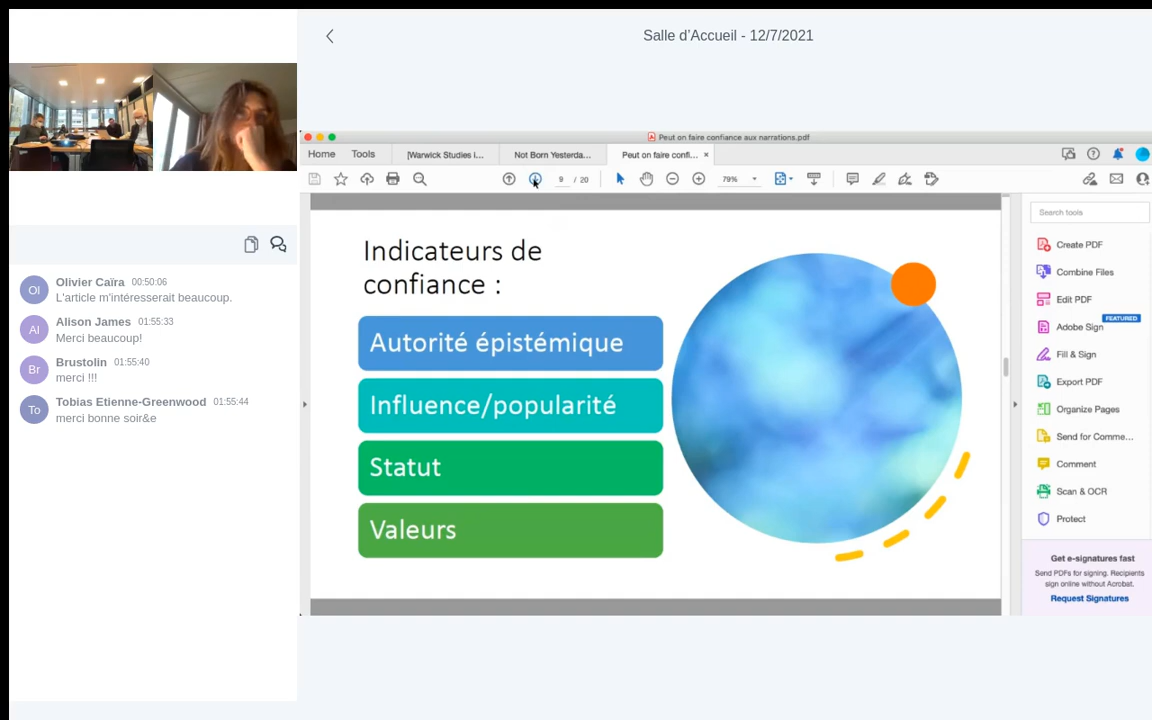 Salle d'Accueil - 12/7/2021
Ol
Olivier Caïra 00:50:06
L'article m'intéresserait beaucoup.
Al
Alison James 01:55:33
Merci beaucoup!
Br
Brustolin 01:55:40
merci !!!
To
Tobias Etienne-Greenwood 01:55:44
merci bonne soir&e
Peut on faire confiance aux narrations.pdf
Home Tools [Warwick Studies i... Not Born Yesterda... Peut on faire confi... ×
9 / 20 79%
Indicateurs de
confiance :
Autorité épistémique
Influence/popularité
Statut
Valeurs
Search tools
Create PDF
Combine Files
Edit PDF
FEATURED
Adobe Sign
Fill & Sign
Export PDF
Organize Pages
Send for Comme...
Comment
Scan & OCR
Protect
Get e-signatures fast
Send PDFs for signing. Recipients
sign online without Acrobat.
Request Signatures